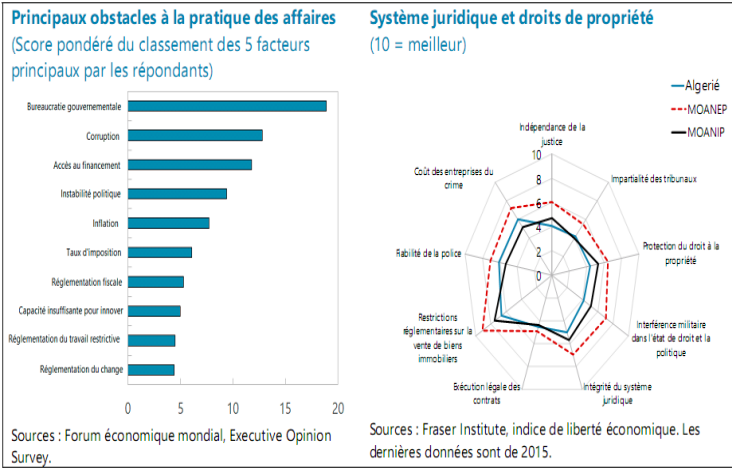 Principaux obstacles à la pratique des affaires
(Score pondéré du classement des 5 facteurs
principaux par les répondants)
Bureaucratie gouvernementale
Corruption
Accès au financement
Instabilité politique
Inflation
Taux d'imposition
Réglementation fiscale
Capacité insuffisante pour innover
Réglementation du travail restrictive
Réglementation du change
0
5
10
15
20
Sources : Forum économique mondial, Executive Opinion
Survey.
Système juridique et droits de propriété
(10 = meilleur)
Algerié
MOANEP
MOANIP
Indépendance de la
justice
Impartialité des tribunaux
Protection du droit à la
propriété
Interférence militaire
dans l'état de droit et la
politique
Intégrité du système
juridique
Exécution légale des
contrats
Restrictions
réglementaires sur la
vente de biens
immobiliers
Fiabilité de la police
Coût des entreprises du
crime
10
8
6
4
2
0
Sources : Fraser Institute, indice de liberté économique. Les
dernières données sont de 2015.